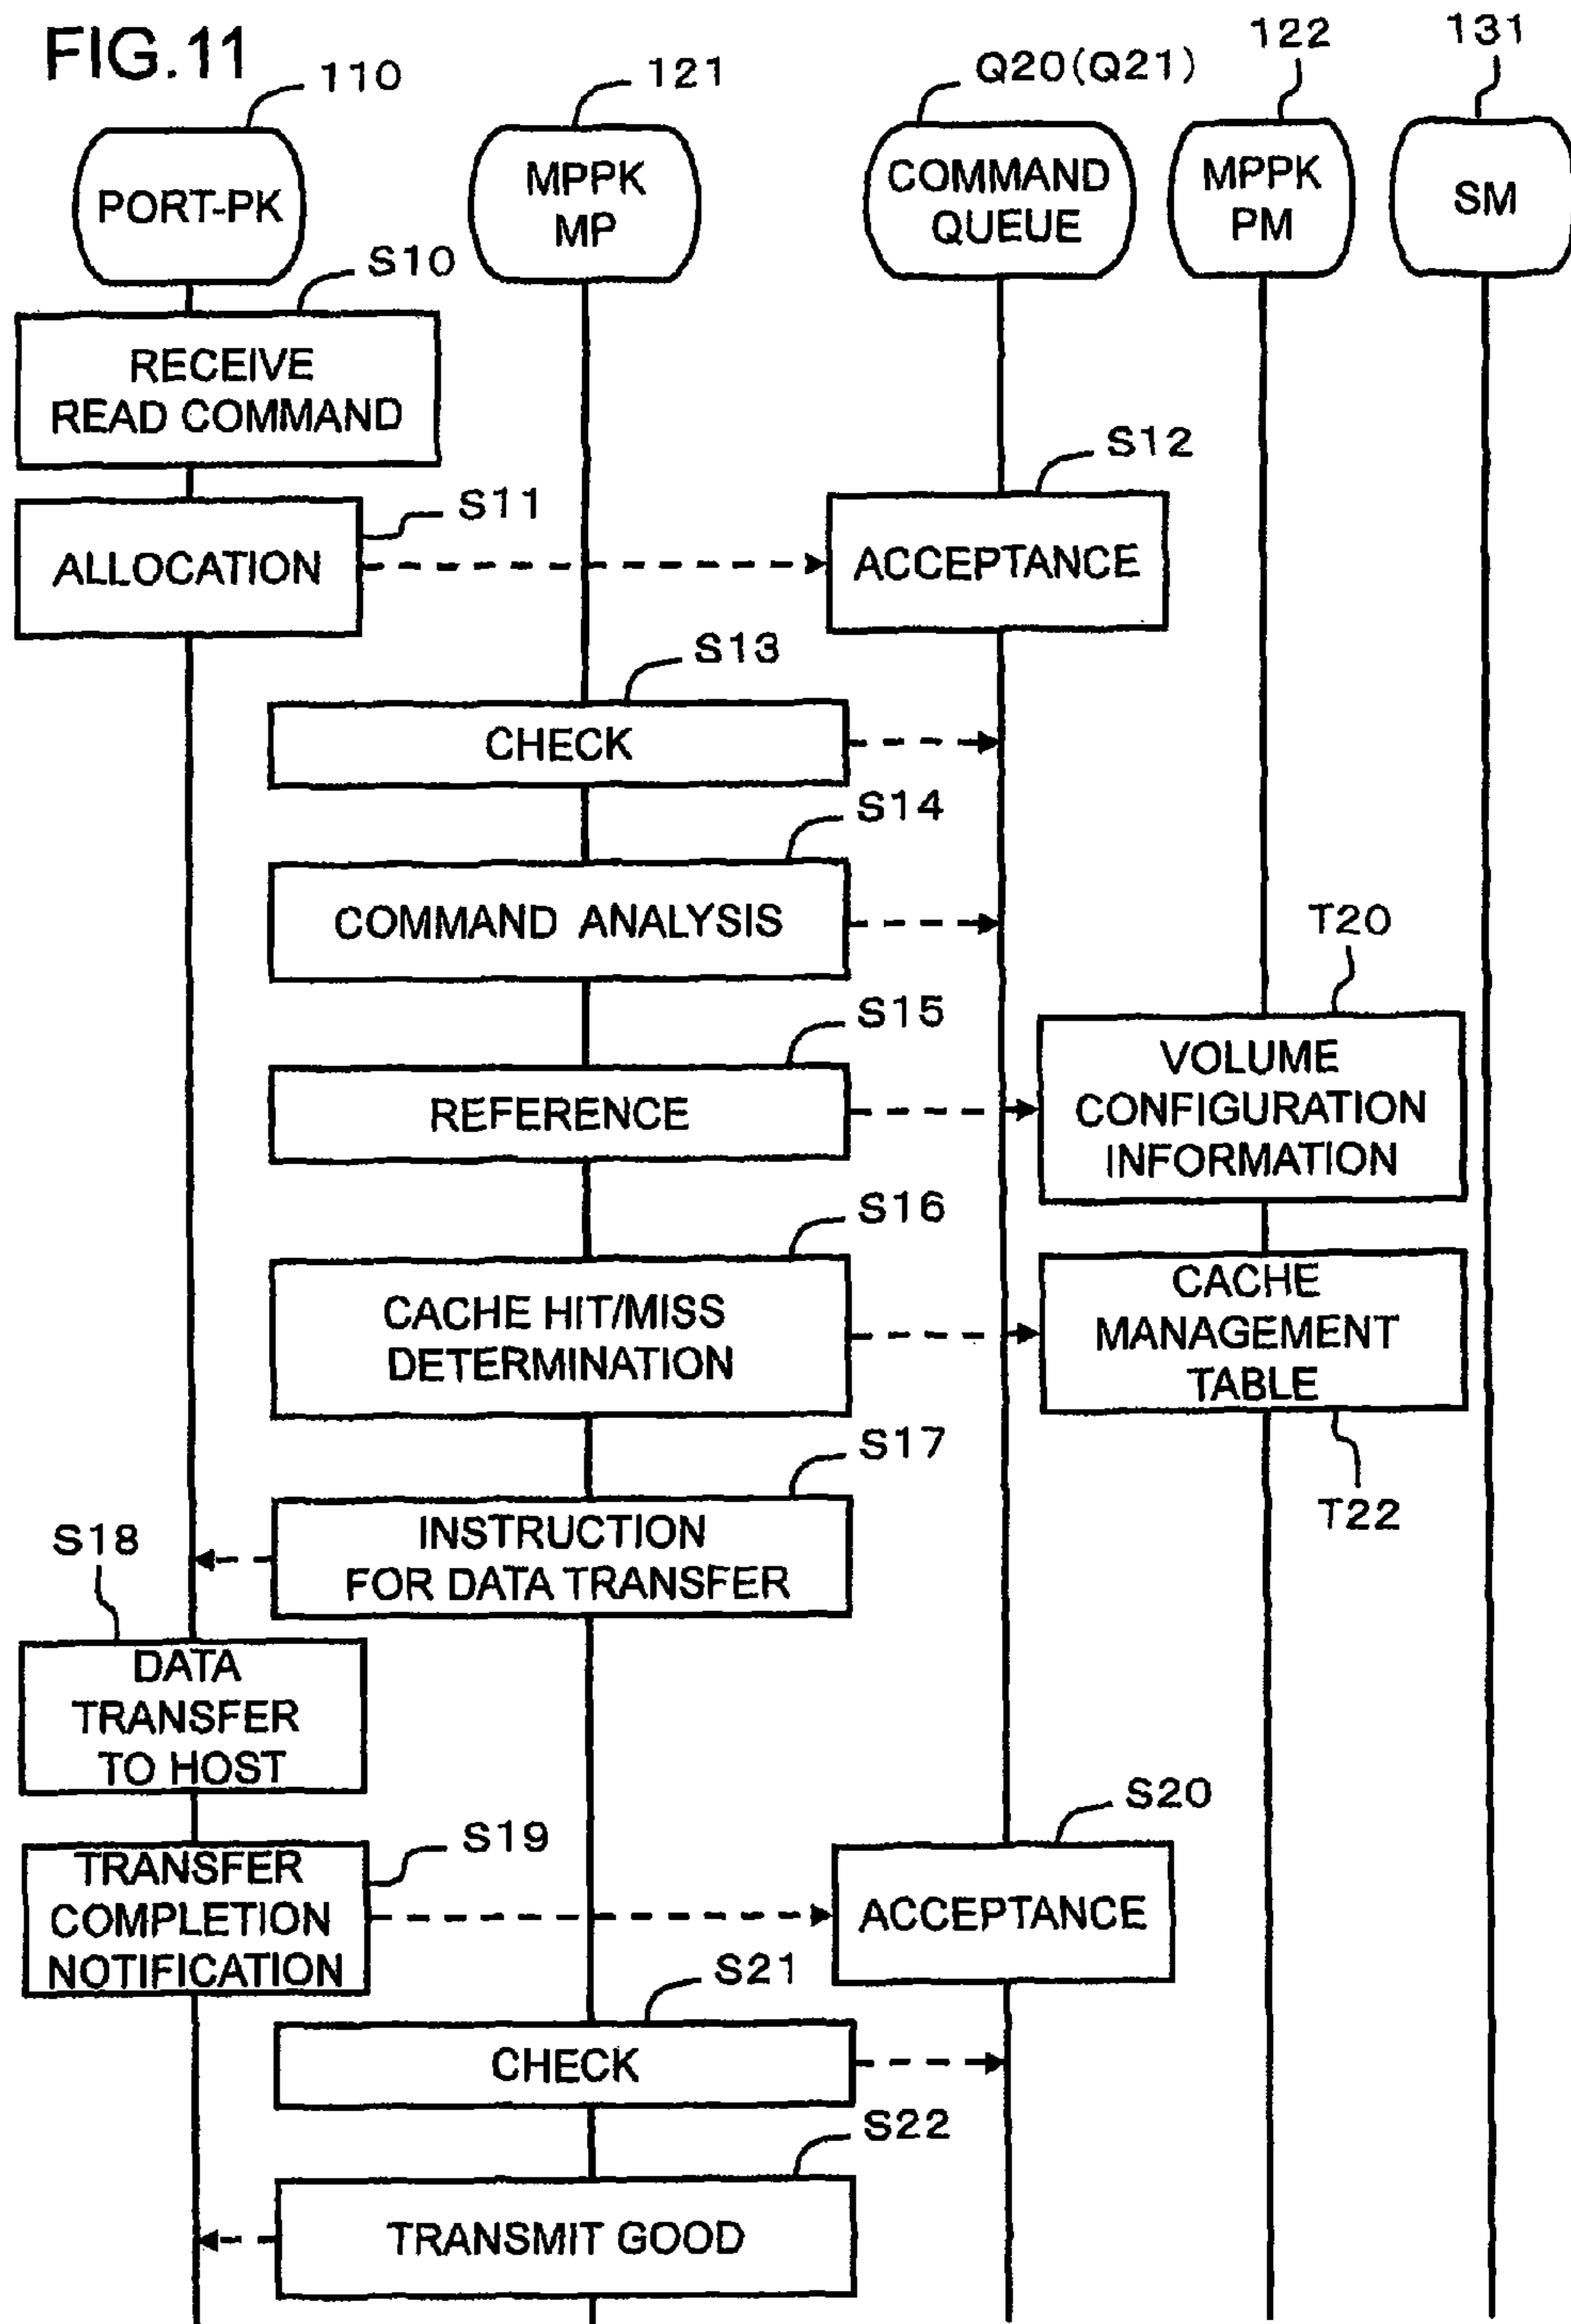 FIG.11
110
121
Q20(Q21)
122
131
PORT-PK
MPPK
MP
COMMAND
QUEUE
MPPK
PM
SM
S10
RECEIVE
READ COMMAND
S11
ALLOCATION
S12
ACCEPTANCE
S13
CHECK
S14
COMMAND ANALYSIS
S15
REFERENCE
T20
VOLUME
CONFIGURATION
INFORMATION
S16
CACHE HIT/MISS
DETERMINATION
CACHE
MANAGEMENT
TABLE
T22
S17
INSTRUCTION
FOR DATA TRANSFER
S18
DATA
TRANSFER
TO HOST
S19
TRANSFER
COMPLETION
NOTIFICATION
S20
ACCEPTANCE
S21
CHECK
S22
TRANSMIT GOOD